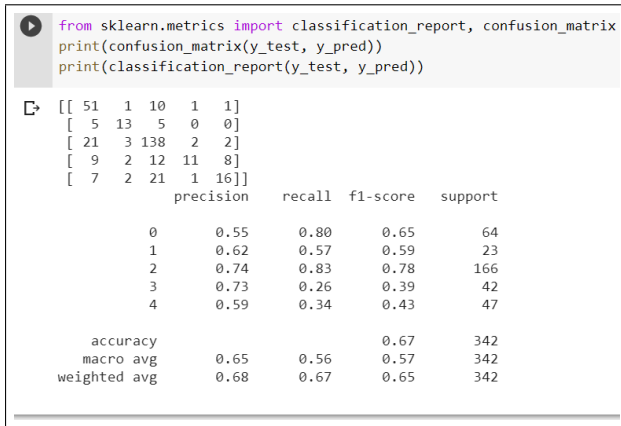 from sklearn.metrics import classification_report, confusion_matrix
print(confusion_matrix(y_test, y_pred))
print(classification_report(y_test, y_pred))
[[ 51   1  10   1   1]
 [  5  13   5   0   0]
 [ 21   3 138   2   2]
 [  9   2  12  11   8]
 [  7   2  21   1  16]]
              precision    recall  f1-score   support
           0       0.55      0.80      0.65        64
           1       0.62      0.57      0.59        23
           2       0.74      0.83      0.78       166
           3       0.73      0.26      0.39        42
           4       0.59      0.34      0.43        47
    accuracy                           0.67       342
   macro avg       0.65      0.56      0.57       342
weighted avg       0.68      0.67      0.65       342